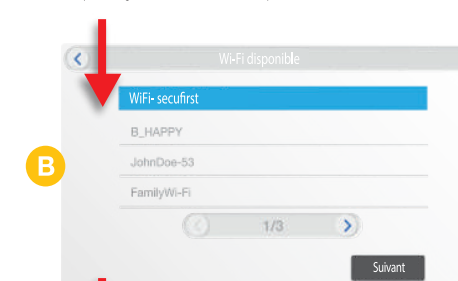 Wi-Fi disponible
WiFi- secufirst
B_HAPPY
B
JohnDoe-53
FamilyWi-Fi
1/3
Suivant